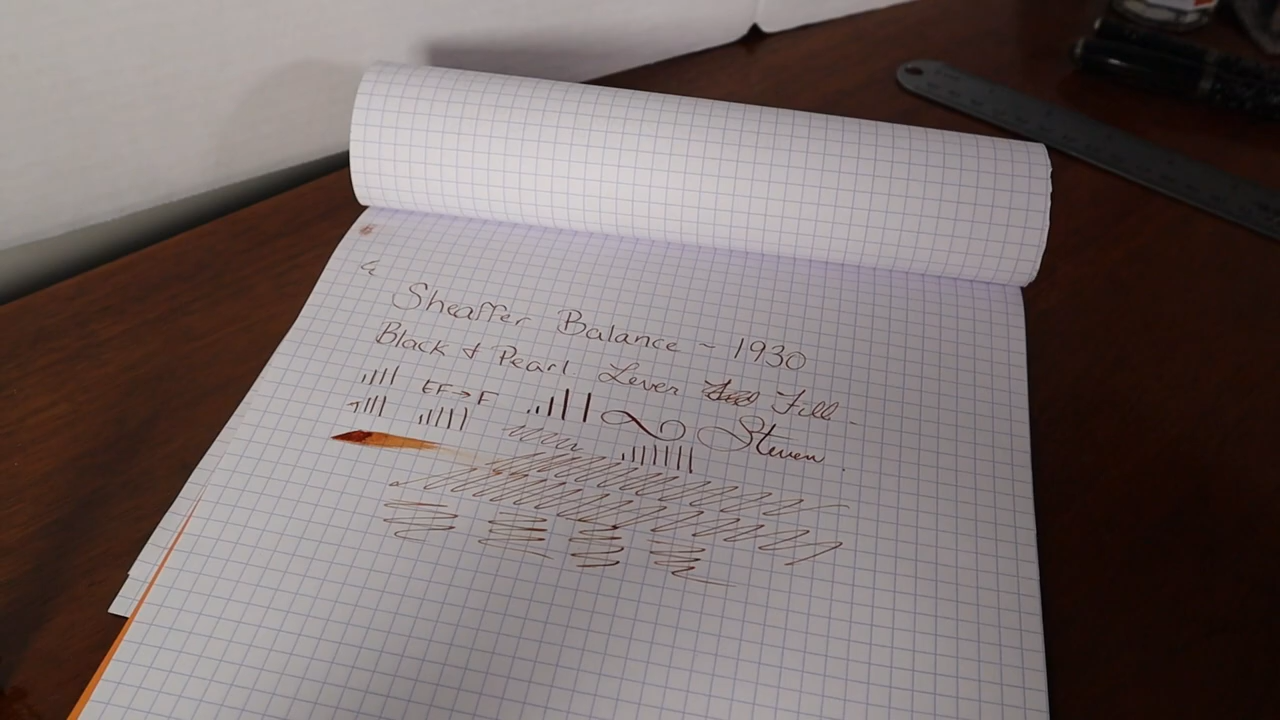 Sheaffer Balance ~ 1930
Black & Pearl Lever Fill.
EF→F
Steven.